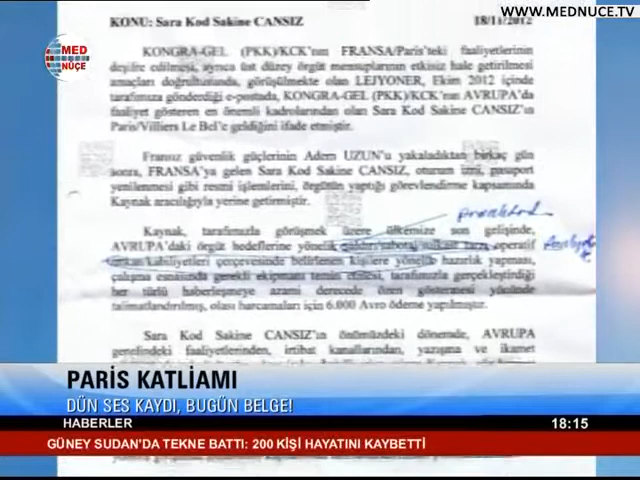 WWW.MEDNUCE.TV
KONU: Sara Kod Sakine CANSIZ 18/11/2012
MED
NÛÇE
KONGRA-GEL (PKK)/KCK'nın FRANSA/Paris'teki faaliyetlerinin
deşifre edilmesi, ayrıca üst düzey örgüt mensuplarının etkisiz hale getirilmesi
amaçları doğrultusunda, görüşülmekte olan LEJYONER, Ekim 2012 içinde
tarafımıza gönderdiği e-postada, KONGRA-GEL (PKK)/KCK'nın AVRUPA'da
faaliyet gösteren en önemli kadrolarından olan Sara Kod Sakine CANSIZ'ın
Paris/Villiers Le Bel'e geldiğini ifade etmiştir.
Fransız güvenlik güçlerinin Adem UZUN'u yakaladıktan birkaç gün
sonra, FRANSA'ya gelen Sara Kod Sakine CANSIZ, oturum izni, pasaport
yenilenmesi gibi resmi işlemlerini, örgütün yaptığı görevlendirme kapsamında
Kaynak aracılığıyla yerine getirmiştir.
Kaynak, tarafımızla görüşmek üzere ülkemize son gelişinde,
AVRUPA'daki örgüt hedeflerine yönelik operatif
imkan/kabiliyetleri çerçevesinde belirlenen kişilere yönelik hazırlık yapması,
çalışma esnasında gerekli ekipmanı temin etmesi, tarafımızla gerçekleştirdiği
her türlü haberleşmeye azami derecede özen göstermesi yönünde
talimatlandırılmış, olası harcamaları için 6.000 Avro ödeme yapılmıştır.
Sara Kod Sakine CANSIZ'ın önümüzdeki dönemde, AVRUPA
genelindeki faaliyetlerinden, irtibat kanallarından, yazışma ve ikamet
PARİS KATLİAMI
DÜN SES KAYDI, BUGÜN BELGE!
HABERLER 18:15
GÜNEY SUDAN'DA TEKNE BATTI: 200 KİŞİ HAYATINI KAYBETTİ